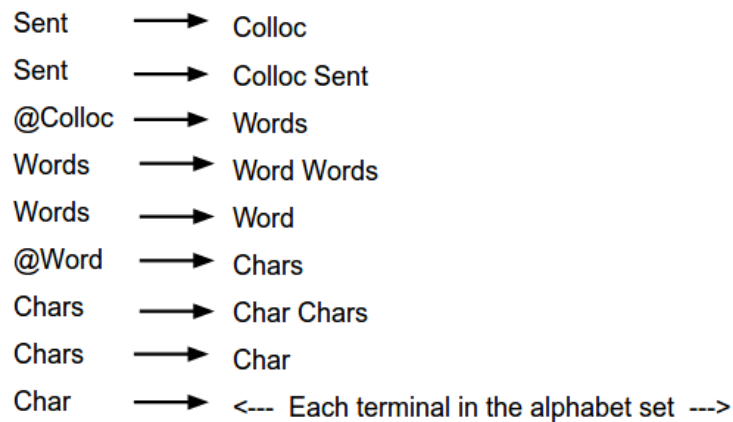 Sent → Colloc
Sent → Colloc Sent
@Colloc → Words
Words → Word Words
Words → Word
@Word → Chars
Chars → Char Chars
Chars → Char
Char → <--- Each terminal in the alphabet set --->